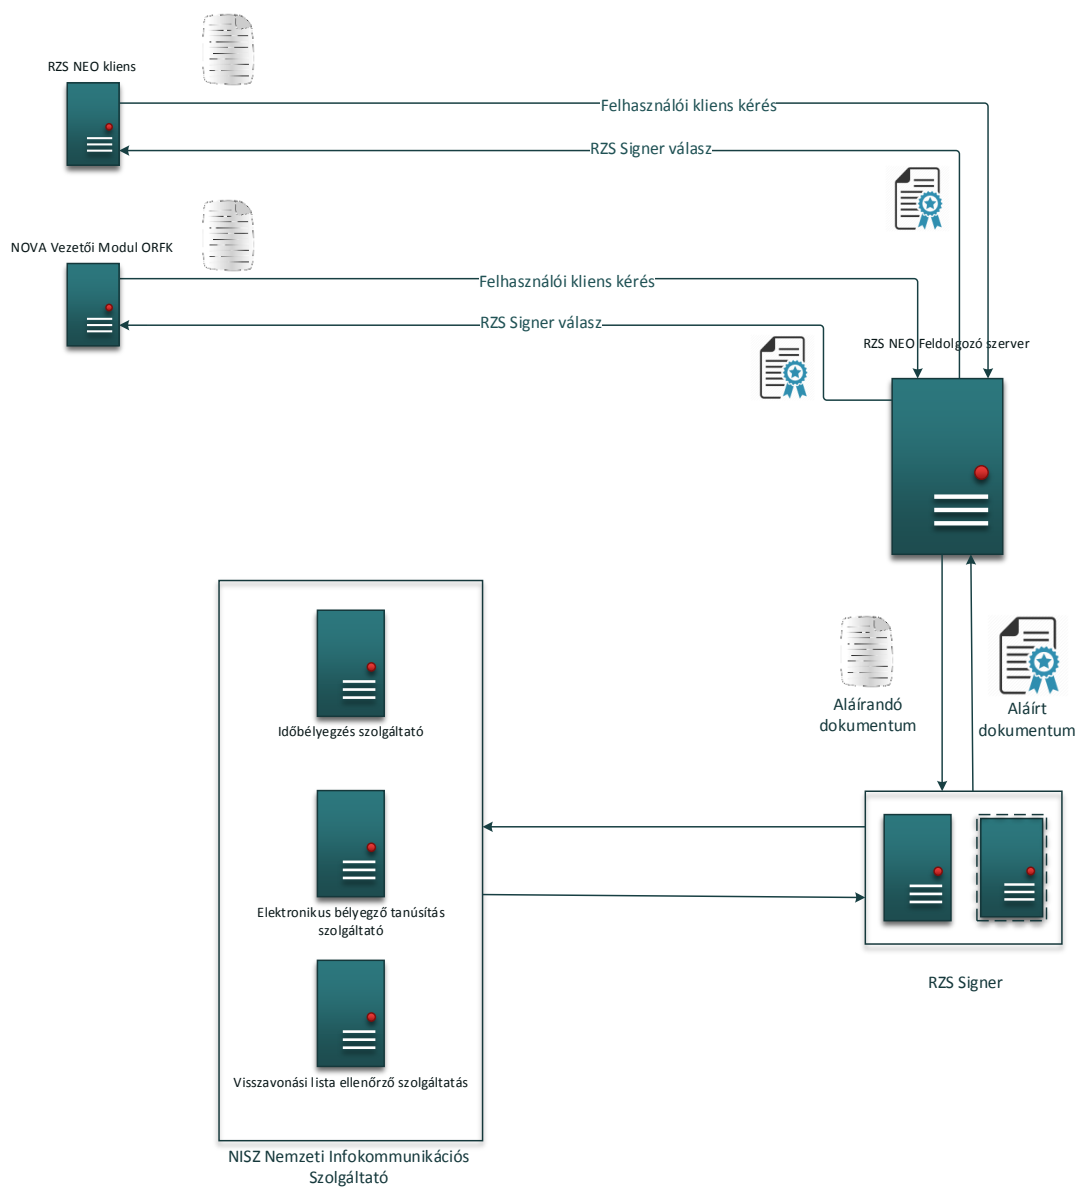 RZS NEO kliens
Felhasználói kliens kérés
RZS Signer válasz
NOVA Vezetői Modul ORFK
Felhasználói kliens kérés
RZS Signer válasz
RZS NEO Feldolgozó szerver
Aláírandó
dokumentum
Aláírt
dokumentum
Időbélyegzés szolgáltató
Elektronikus bélyegző tanúsítás
szolgáltató
Visszavonási lista ellenőrző szolgáltatás
RZS Signer
NISZ Nemzeti Infokommunikációs
Szolgáltató